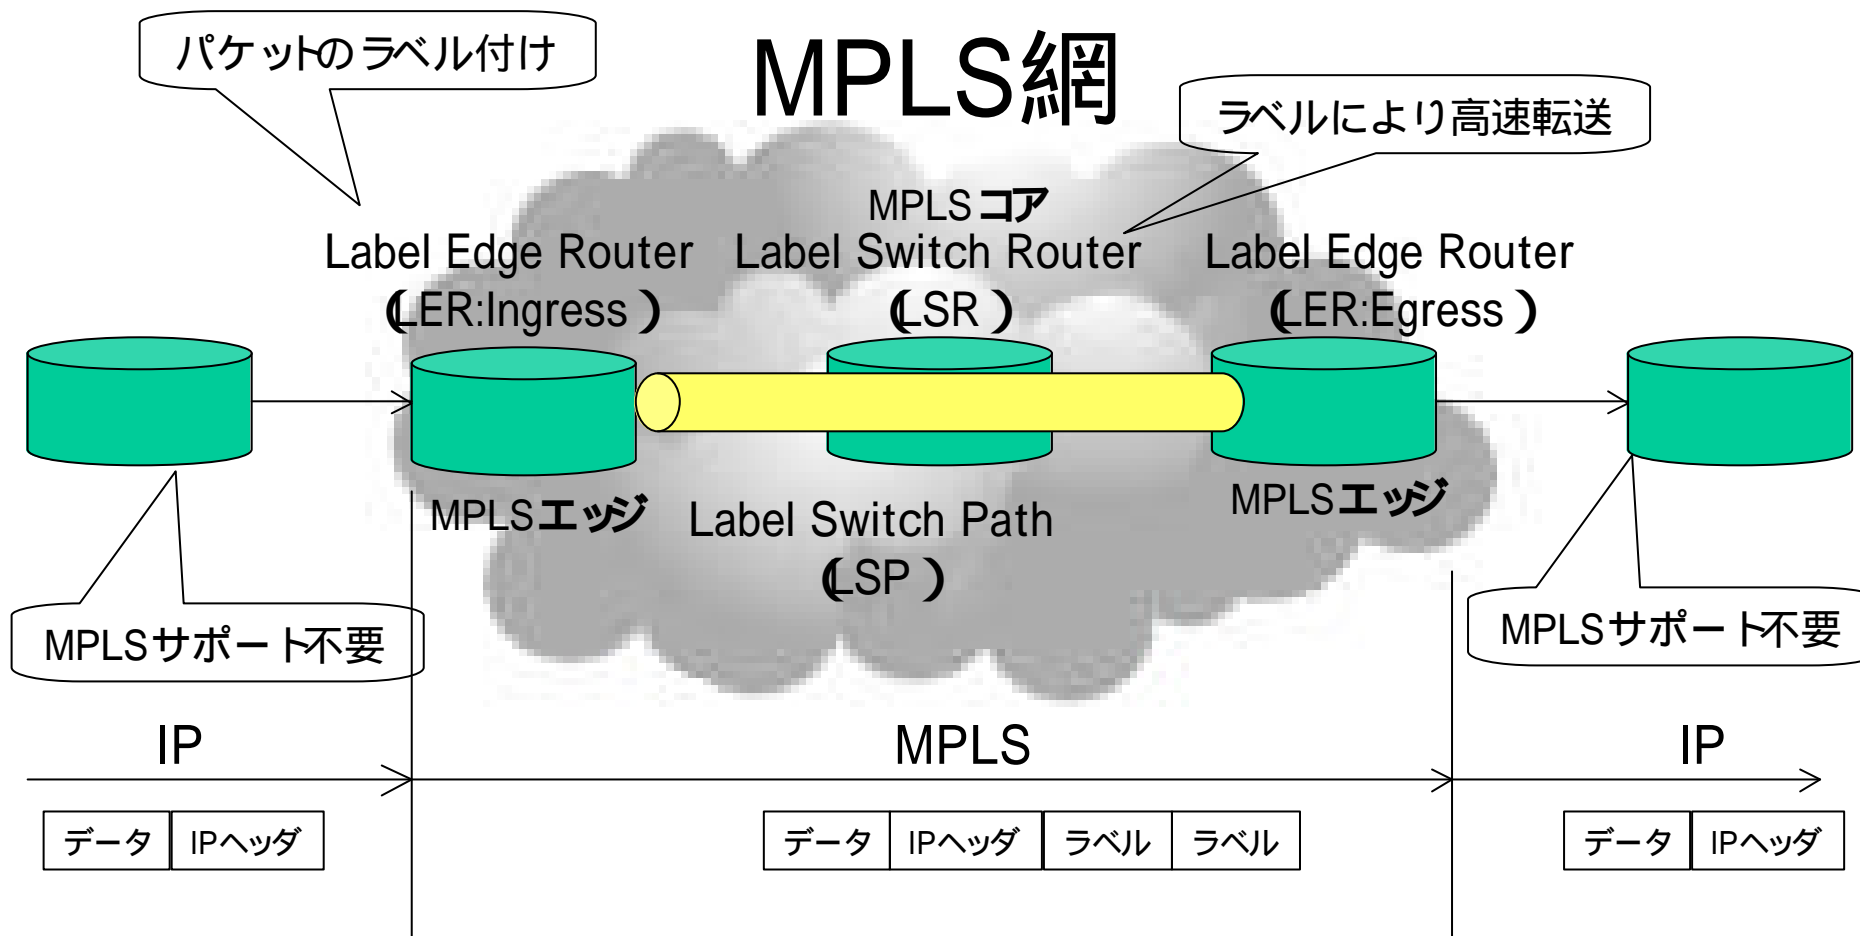 MPLS網
パケットのラベル付け
ラベルにより高速転送
MPLSコア
Label Edge Router
(LER:Ingress)
Label Switch Router
(LSR)
Label Edge Router
(LER:Egress)
MPLSエッジ
MPLSエッジ
Label Switch Path
(LSP)
MPLSサポート不要
MPLSサポート不要
IP
MPLS
IP
データ IPヘッダ
データ IPヘッダ ラベル ラベル
データ IPヘッダ